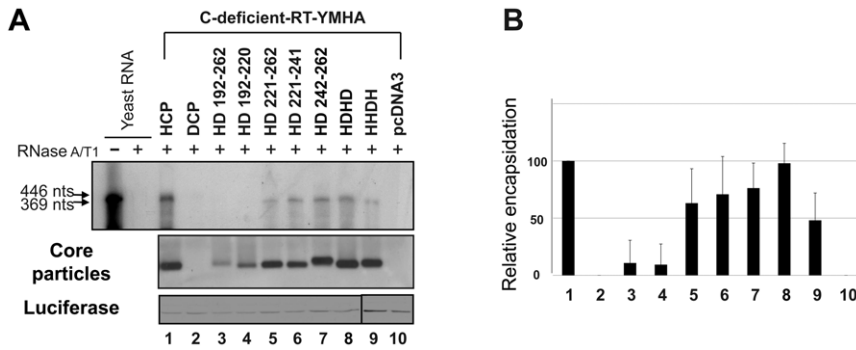 A
C-deficient-RT-YMHA
Yeast RNA
HCP
DCP
HD 192-262
HD 192-220
HD 221-262
HD 221-241
HD 242-262
HDHD
HHDH
pcDNA3
RNase A/T1 – + + + + + + + + + + +
446 nts
369 nts
Core
particles
Luciferase
1 2 3 4 5 6 7 8 9 10
B
Relative encapsidation
100
50
0
1 2 3 4 5 6 7 8 9 10